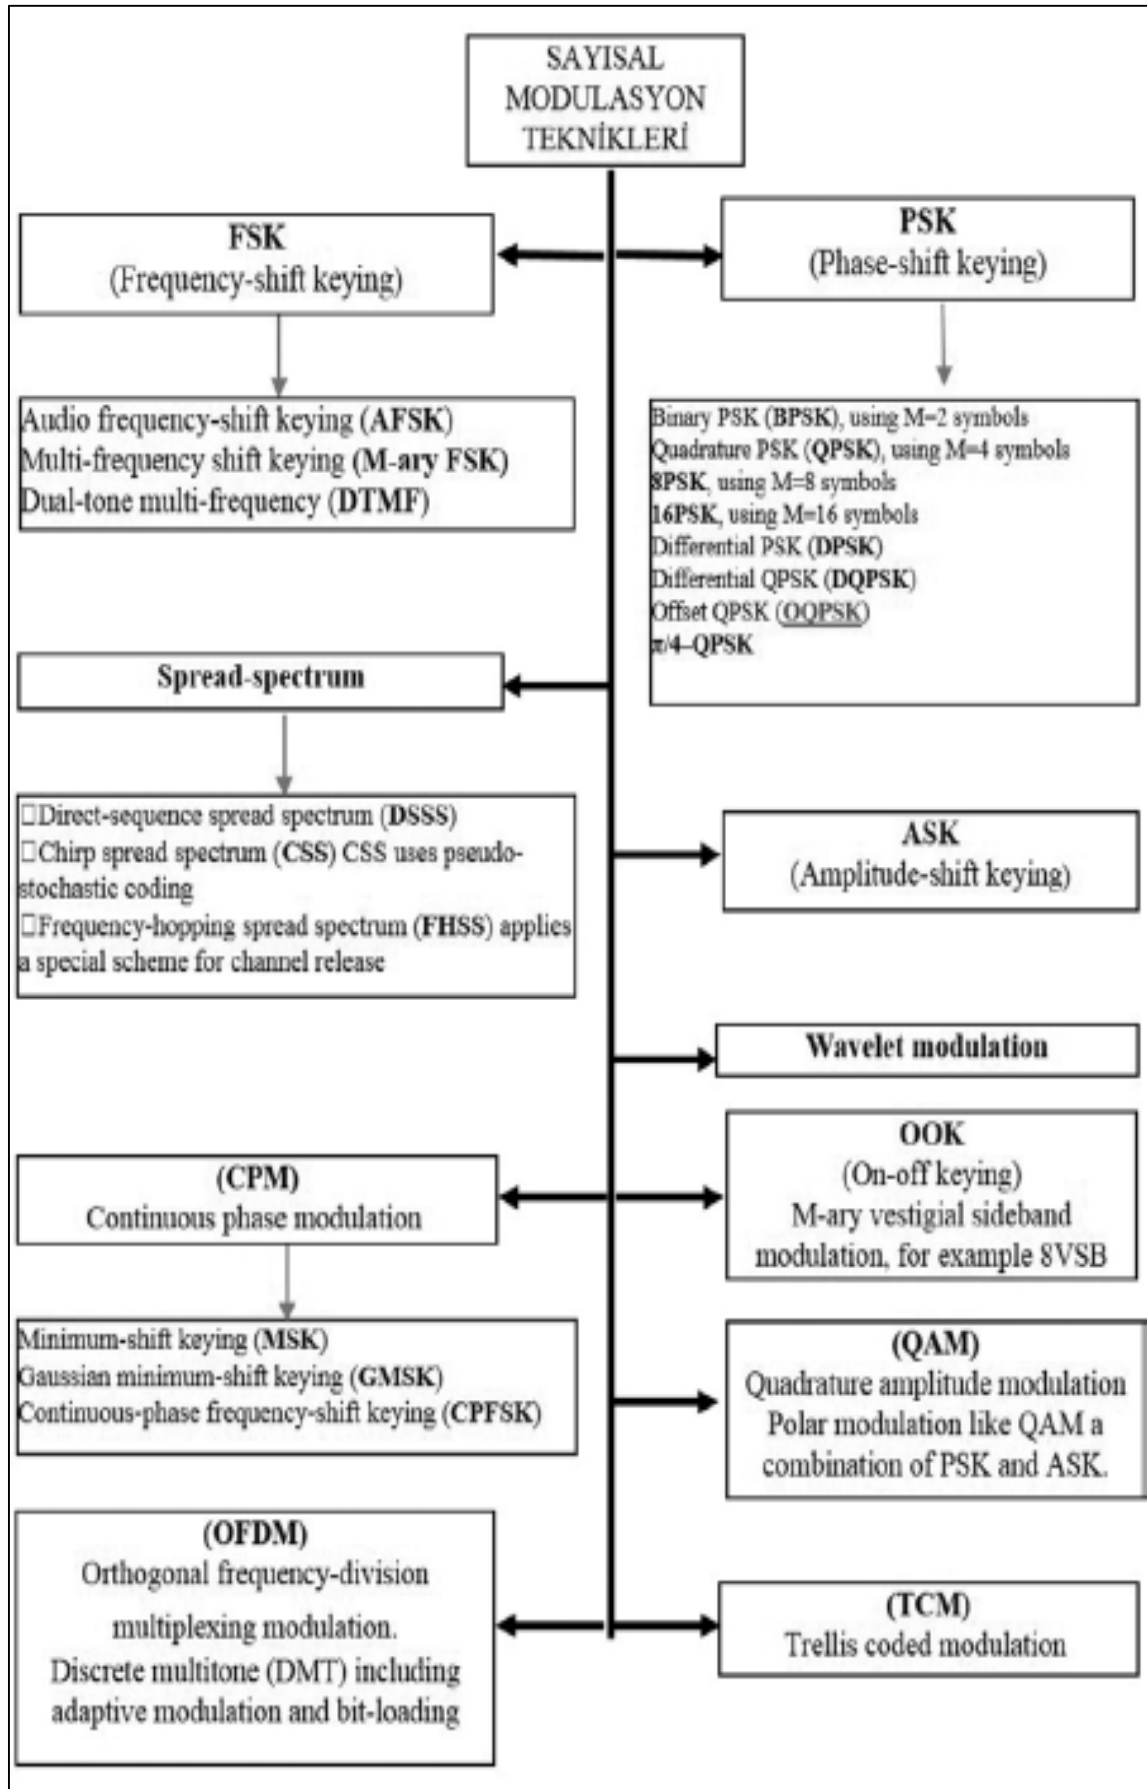 SAYISAL
MODULASYON
TEKNİKLERİ
FSK
(Frequency-shift keying)
PSK
(Phase-shift keying)
Audio frequency-shift keying (AFSK)
Multi-frequency shift keying (M-ary FSK)
Dual-tone multi-frequency (DTMF)
Binary PSK (BPSK), using M=2 symbols
Quadrature PSK (QPSK), using M=4 symbols
8PSK, using M=8 symbols
16PSK, using M=16 symbols
Differential PSK (DPSK)
Differential QPSK (DQPSK)
Offset QPSK (OQPSK)
π/4–QPSK
Spread-spectrum
□Direct-sequence spread spectrum (DSSS)
□Chirp spread spectrum (CSS) CSS uses pseudo-
stochastic coding
□Frequency-hopping spread spectrum (FHSS) applies
a special scheme for channel release
ASK
(Amplitude-shift keying)
Wavelet modulation
(CPM)
Continuous phase modulation
OOK
(On-off keying)
M-ary vestigial sideband
modulation, for example 8VSB
Minimum-shift keying (MSK)
Gaussian minimum-shift keying (GMSK)
Continuous-phase frequency-shift keying (CPFSK)
(QAM)
Quadrature amplitude modulation
Polar modulation like QAM a
combination of PSK and ASK.
(OFDM)
Orthogonal frequency-division
multiplexing modulation.
Discrete multitone (DMT) including
adaptive modulation and bit-loading
(TCM)
Trellis coded modulation